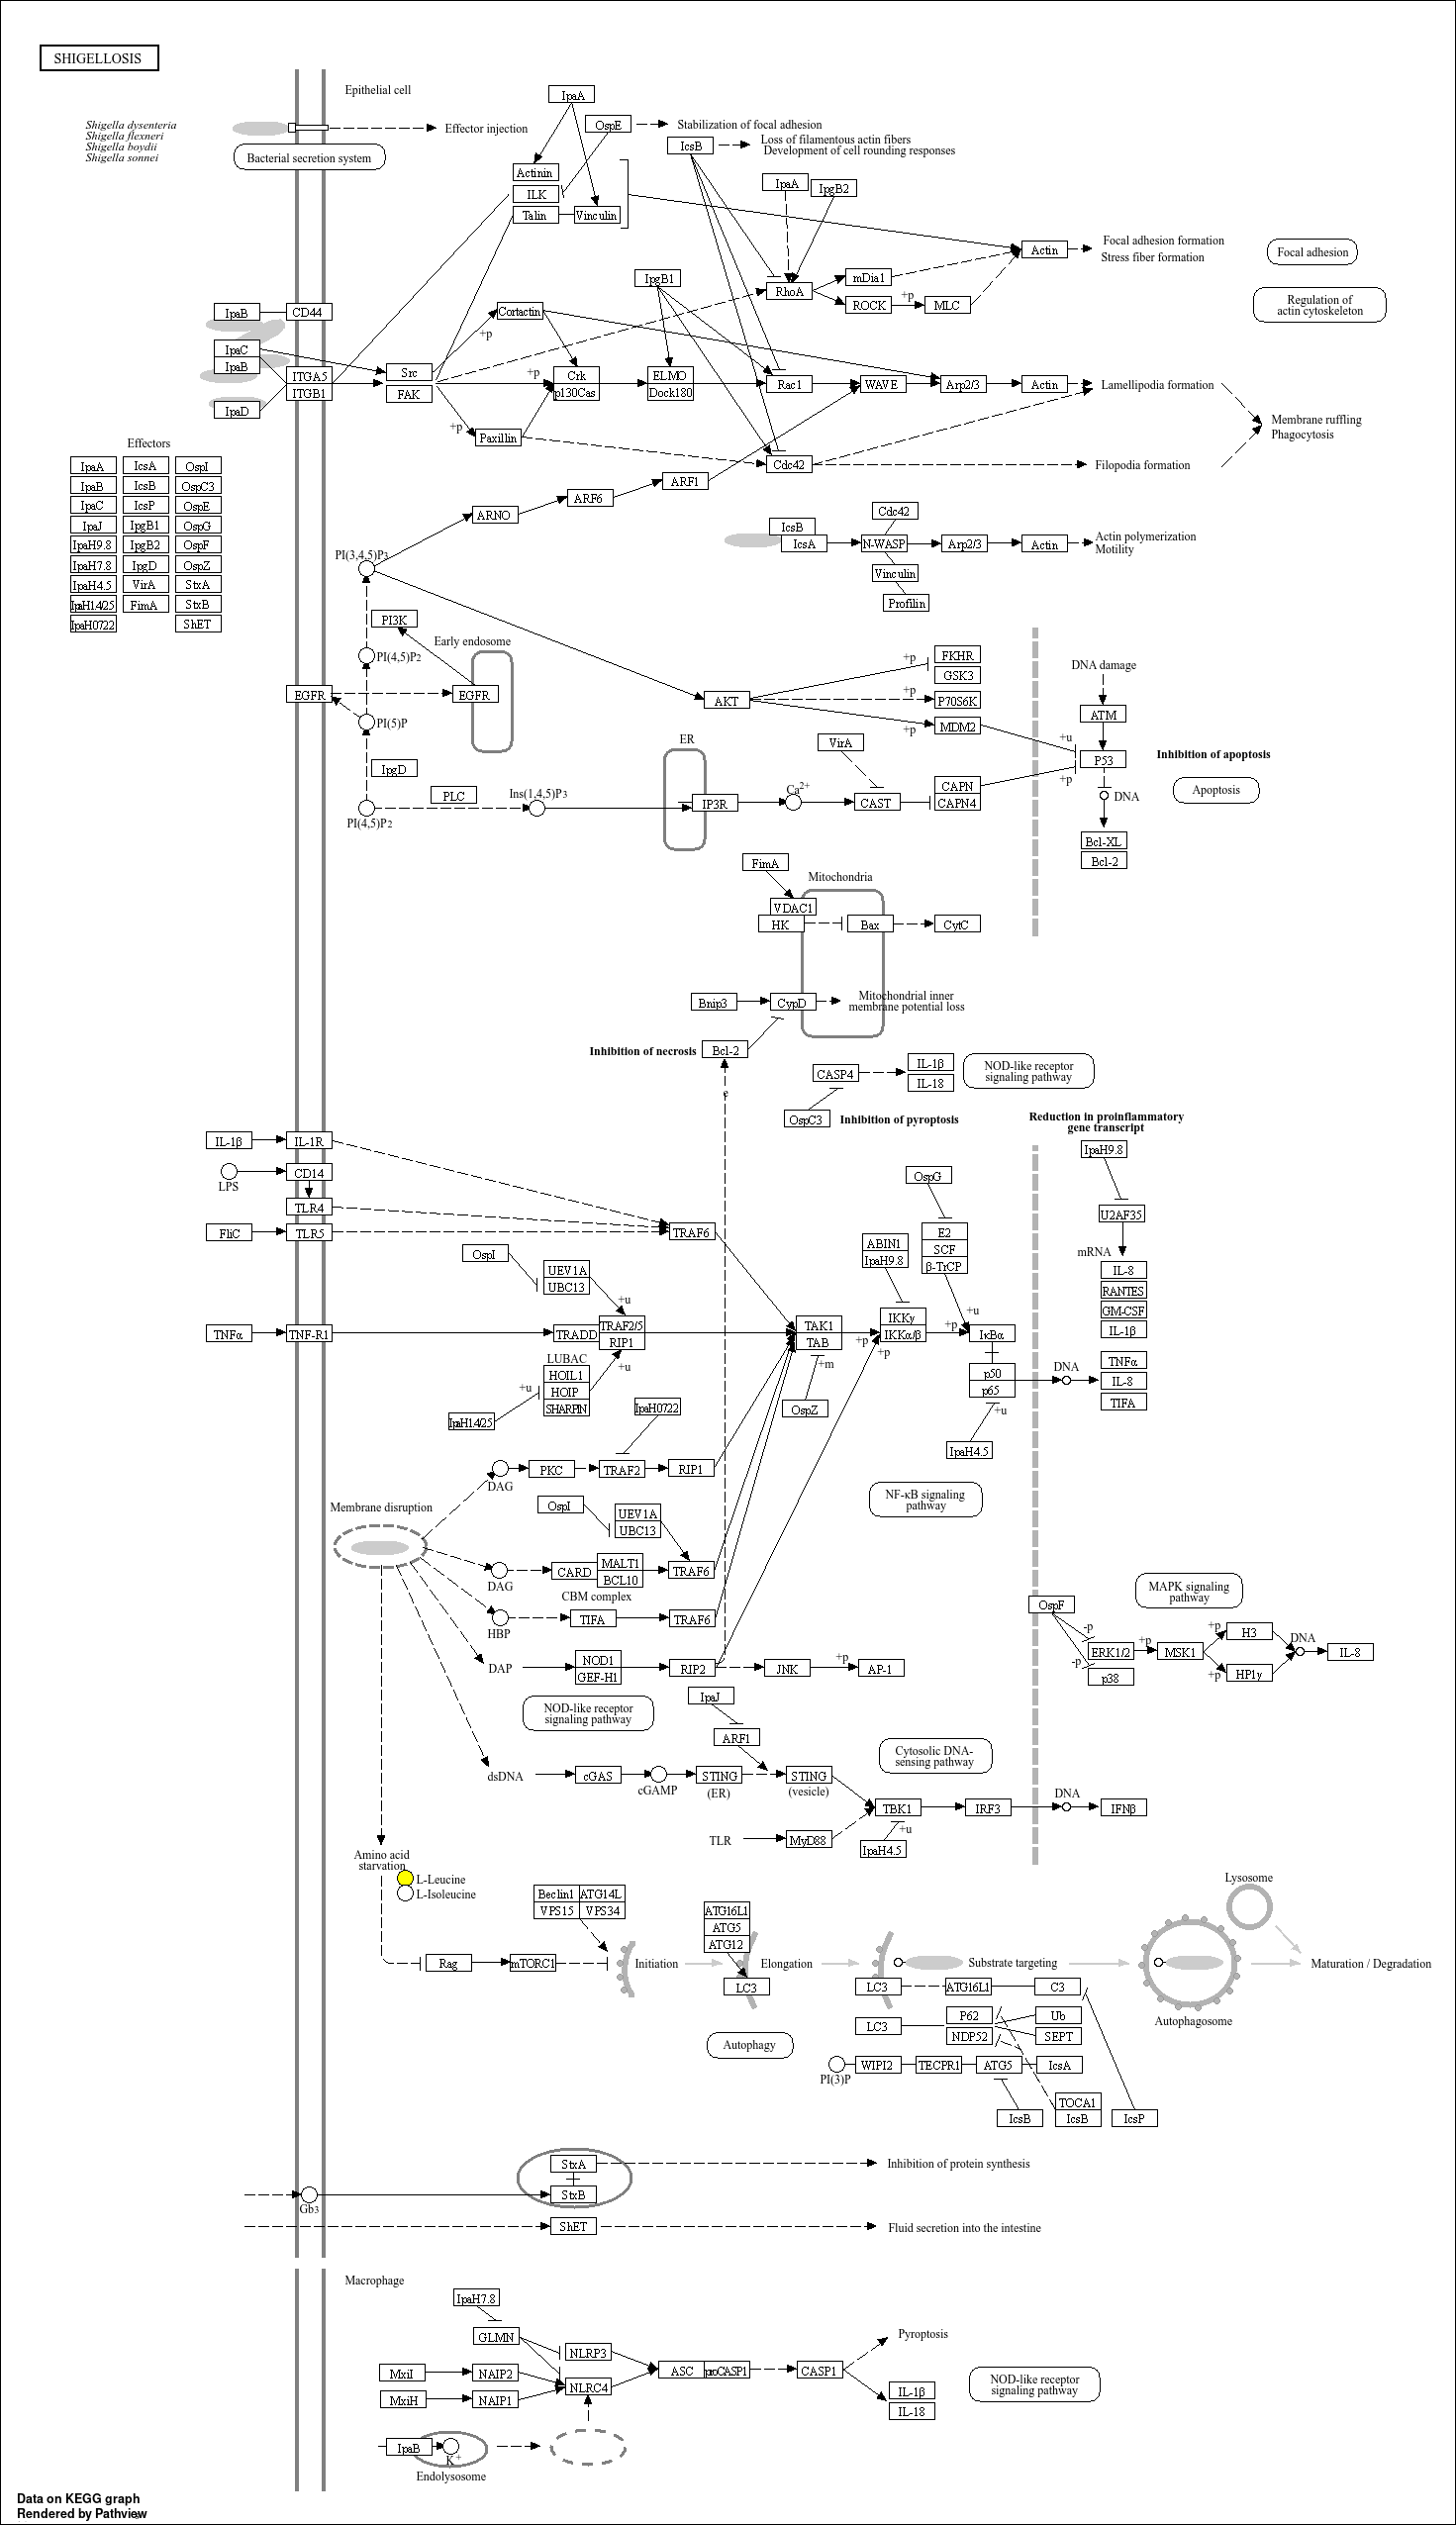 SHIGELLOSIS
Epithelial cell
Shigella dysenteria
Shigella flexneri
Shigella boydii
Shigella sonnei
Effector injection
Bacterial secretion system
IpaA
OspE
Stabilization of focal adhesion
IcsB
Loss of filamentous actin fibers
Development of cell rounding responses
Actinin
ILK
Talin
Vinculin
IpaA
IpgB2
Actin
Focal adhesion formation
Stress fiber formation
Focal adhesion
IpgB1
RhoA
mDia1
ROCK
+p
MLC
Regulation of
actin cytoskeleton
IpaB
CD44
Cortactin
+p
IpaC
IpaB
IpaD
ITGA5
ITGB1
Src
FAK
+p
Crk
p130Cas
ELMO
Dock180
Rac1
WAVE
Arp2/3
Actin
Lamellipodia formation
+p
Paxillin
Cdc42
Membrane ruffling
Phagocytosis
Filopodia formation
Effectors
IpaA
IcsA
OspI
IpaB
IcsB
OspC3
IpaC
IcsP
OspE
IpaJ
IpgB1
OspG
IpaH9.8
IpgB2
OspF
IpaH7.8
IpgD
OspZ
IpaH4.5
VirA
StxA
IpaH1.4/2.5
FimA
StxB
IpaH0722
ShET
ARNO
ARF6
ARF1
PI(3,4,5)P3
IcsB
IcsA
Cdc42
N-WASP
Arp2/3
Actin
Actin polymerization
Motility
Vinculin
Profilin
PI3K
Early endosome
PI(4,5)P2
EGFR
EGFR
PI(5)P
IpgD
PI(4,5)P2
PLC
Ins(1,4,5)P3
ER
IP3R
Ca2+
AKT
+p
FKHR
GSK3
+p
P70S6K
+p
MDM2
VirA
CAST
CAPN
CAPN4
+u
+p
DNA damage
ATM
P53
DNA
Bcl-XL
Bcl-2
Inhibition of apoptosis
Apoptosis
FimA
Mitochondria
VDAC1
HK
Bax
CytC
Bnip3
CypD
Mitochondrial inner
membrane potential loss
Inhibition of necrosis
Bcl-2
e
CASP4
IL-1β
IL-18
NOD-like receptor
signaling pathway
OspC3
Inhibition of pyroptosis
Reduction in proinflammatory
gene transcript
IpaH9.8
U2AF35
mRNA
IL-8
RANTES
GM-CSF
IL-1β
TNFα
IL-8
TIFA
IL-1β
IL-1R
LPS
CD14
TLR4
FliC
TLR5
TRAF6
OspI
UEV1A
UBC13
+u
TNFα
TNF-R1
TRADD
TRAF2/5
RIP1
+u
LUBAC
HOIL1
HOIP
SHARPIN
+u
IpaH1.4/2.5
TAK1
TAB
+m
OspZ
ABIN1
IpaH9.8
OspG
E2
SCF
β-TrCP
+u
+p
IKKγ
IKKα/β
+p
+p
IκBα
p50
p65
+u
IpaH4.5
DNA
IpaH0722
DAG
PKC
TRAF2
RIP1
NF-κB signaling
pathway
Membrane disruption
OspI
UEV1A
UBC13
DAG
CARD
MALT1
BCL10
CBM complex
TRAF6
HBP
TIFA
TRAF6
DAP
NOD1
GEF-H1
RIP2
JNK
+p
AP-1
NOD-like receptor
signaling pathway
MAPK signaling
pathway
OspF
-p
-p
ERK1/2
p38
+p
MSK1
+p
+p
H3
HP1γ
DNA
IL-8
IpaJ
ARF1
dsDNA
cGAS
cGAMP
STING
(ER)
STING
(vesicle)
Cytosolic DNA-
sensing pathway
TBK1
IRF3
DNA
IFNβ
TLR
MyD88
+u
IpaH4.5
Amino acid
starvation
L-Leucine
L-Isoleucine
Beclin1
ATG14L
VPS15
VPS34
ATG16L1
ATG5
ATG12
LC3
Rag
mTORC1
Initiation
Elongation
Substrate targeting
Lysosome
Maturation / Degradation
Autophagosome
LC3
ATG16L1
C3
LC3
P62
NDP52
Ub
SEPT
Autophagy
PI(3)P
WIPI2
TECPR1
ATG5
IcsA
IcsB
TOCA1
IcsB
IcsP
StxA
StxB
Inhibition of protein synthesis
Gb3
ShET
Fluid secretion into the intestine
Macrophage
IpaH7.8
GLMN
NLRP3
MxiI
NAIP2
NLRC4
MxiH
NAIP1
ASC
proCASP1
CASP1
Pyroptosis
IL-1β
IL-18
NOD-like receptor
signaling pathway
IpaB
K+
Endolysosome
Data on KEGG graph
Rendered by Pathview